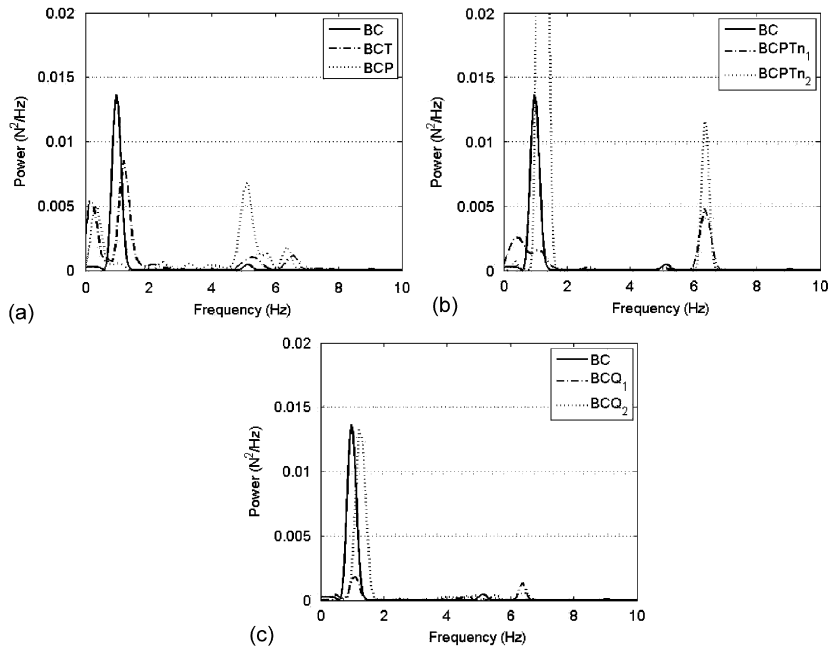 0.02
0.015
0.01
0.005
0
Power (N²/Hz)
0 2 4 6 8 10
Frequency (Hz)
BC
BCT
BCP
(a)
0.02
0.015
0.01
0.005
0
Power (N²/Hz)
0 2 4 6 8 10
Frequency (Hz)
BC
BCPTn₁
BCPTn₂
(b)
0.02
0.015
0.01
0.005
0
Power (N²/Hz)
0 2 4 6 8 10
Frequency (Hz)
BC
BCQ₁
BCQ₂
(c)